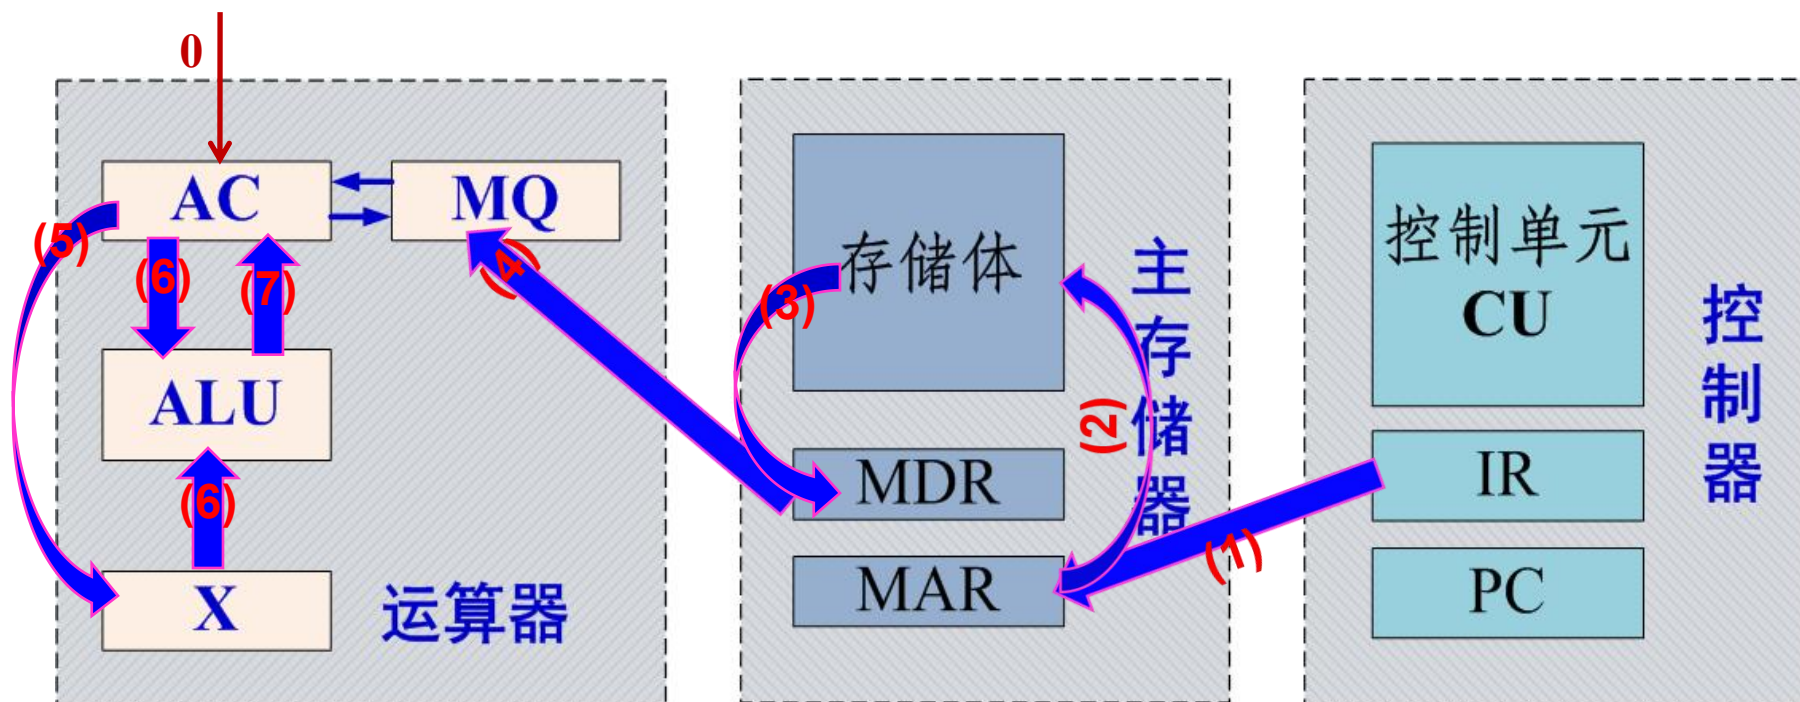 0
AC
MQ
(5)
(6)
(7)
(4)
ALU
(6)
X
运算器
存储体
(3)
(2)
主存储器
MDR
MAR
(1)
控制单元
CU
IR
PC
控制器